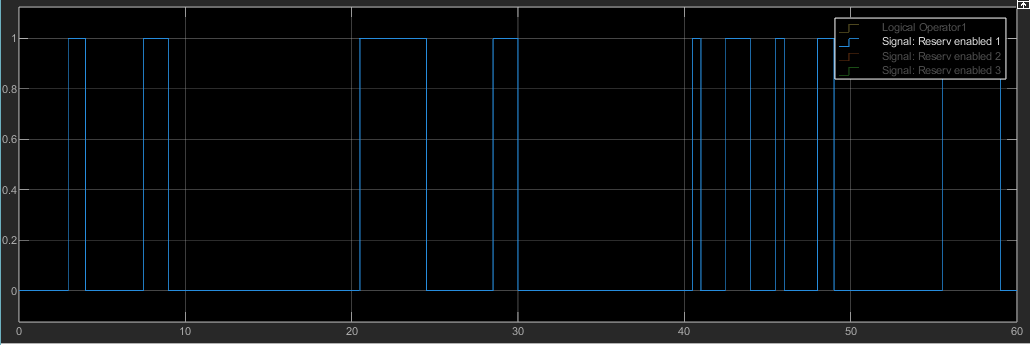 Logical Operator1
Signal: Reserv enabled 1
Signal: Reserv enabled 2
Signal: Reserv enabled 3
1
0.8
0.6
0.4
0.2
0
0 10 20 30 40 50 60